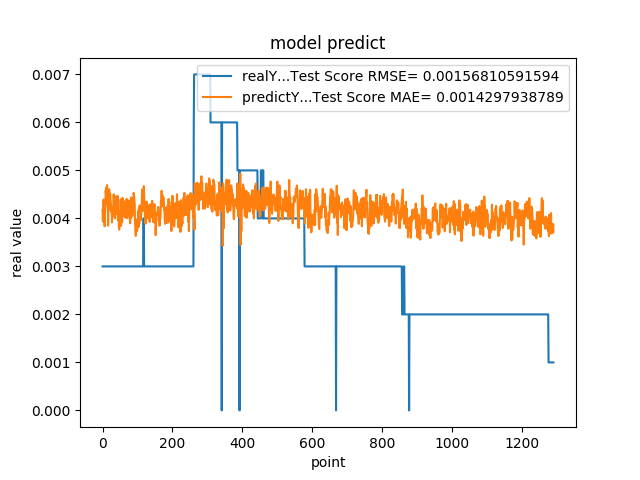 model predict
realY...Test Score RMSE= 0.00156810591594
predictY...Test Score MAE= 0.0014297938789
0.007
0.006
0.005
0.004
0.003
0.002
0.001
0.000
real value
0 200 400 600 800 1000 1200
point